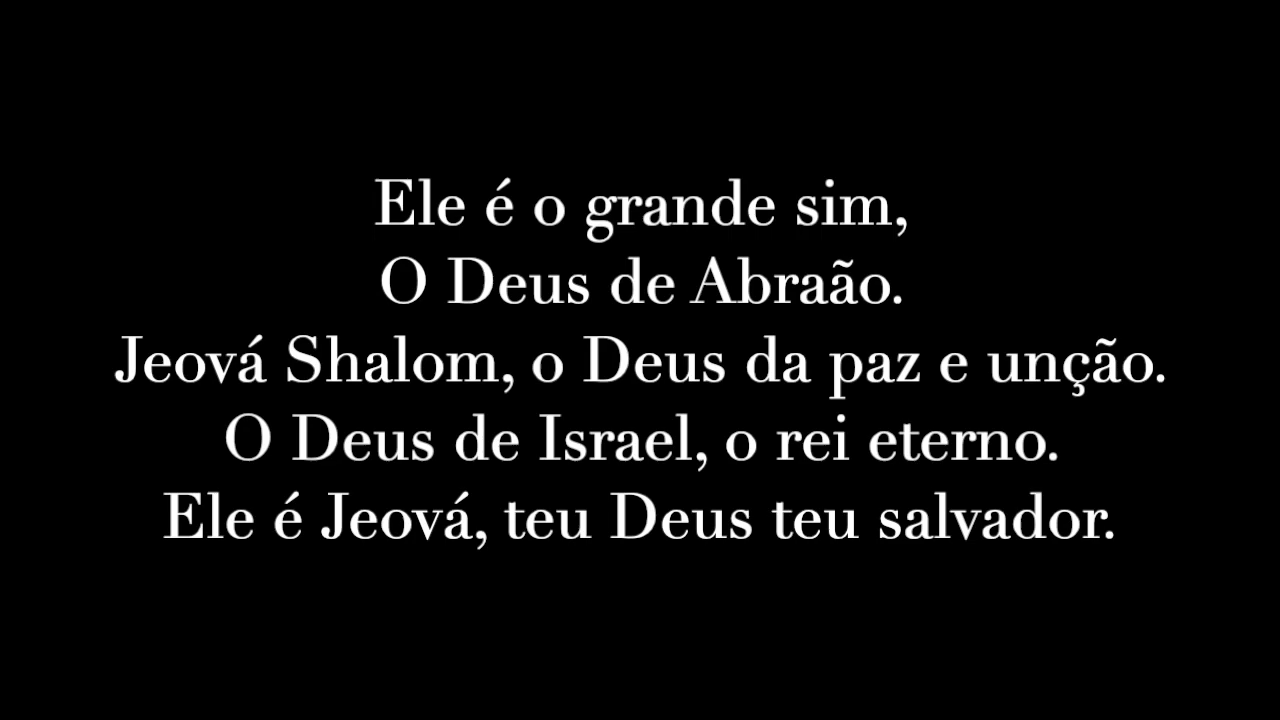 Ele é o grande sim,
O Deus de Abraão.
Jeová Shalom, o Deus da paz e unção.
O Deus de Israel, o rei eterno.
Ele é Jeová, teu Deus teu salvador.